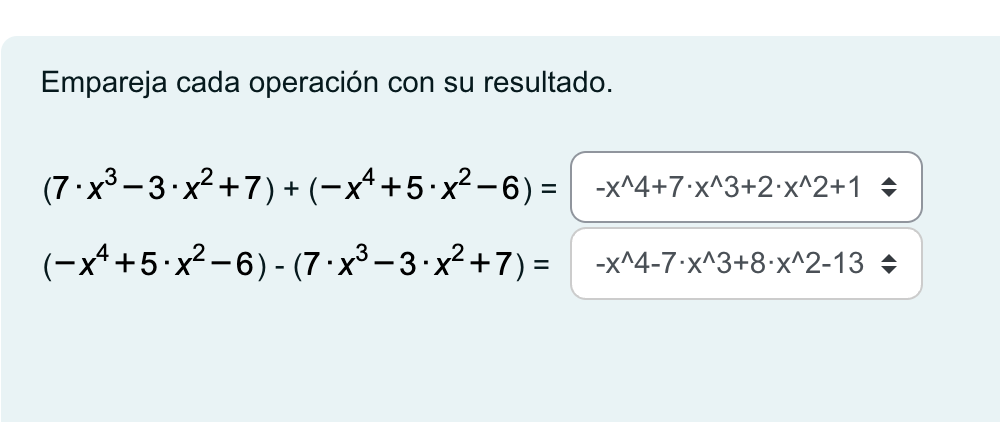 Empareja cada operación con su resultado.
(7·x³−3·x²+7) + (−x⁴+5·x²−6) = -x^4+7·x^3+2·x^2+1
(−x⁴+5·x²−6) - (7·x³−3·x²+7) = -x^4-7·x^3+8·x^2-13